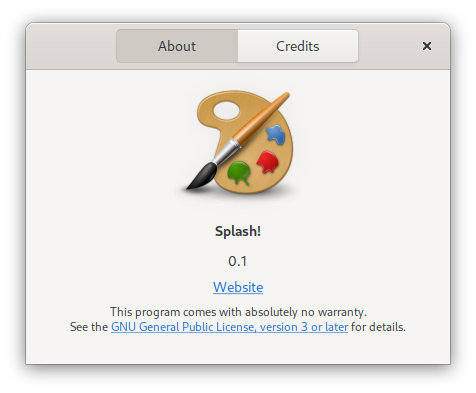 About
Credits
Splash!
0.1
Website
This program comes with absolutely no warranty.
See the GNU General Public License, version 3 or later for details.